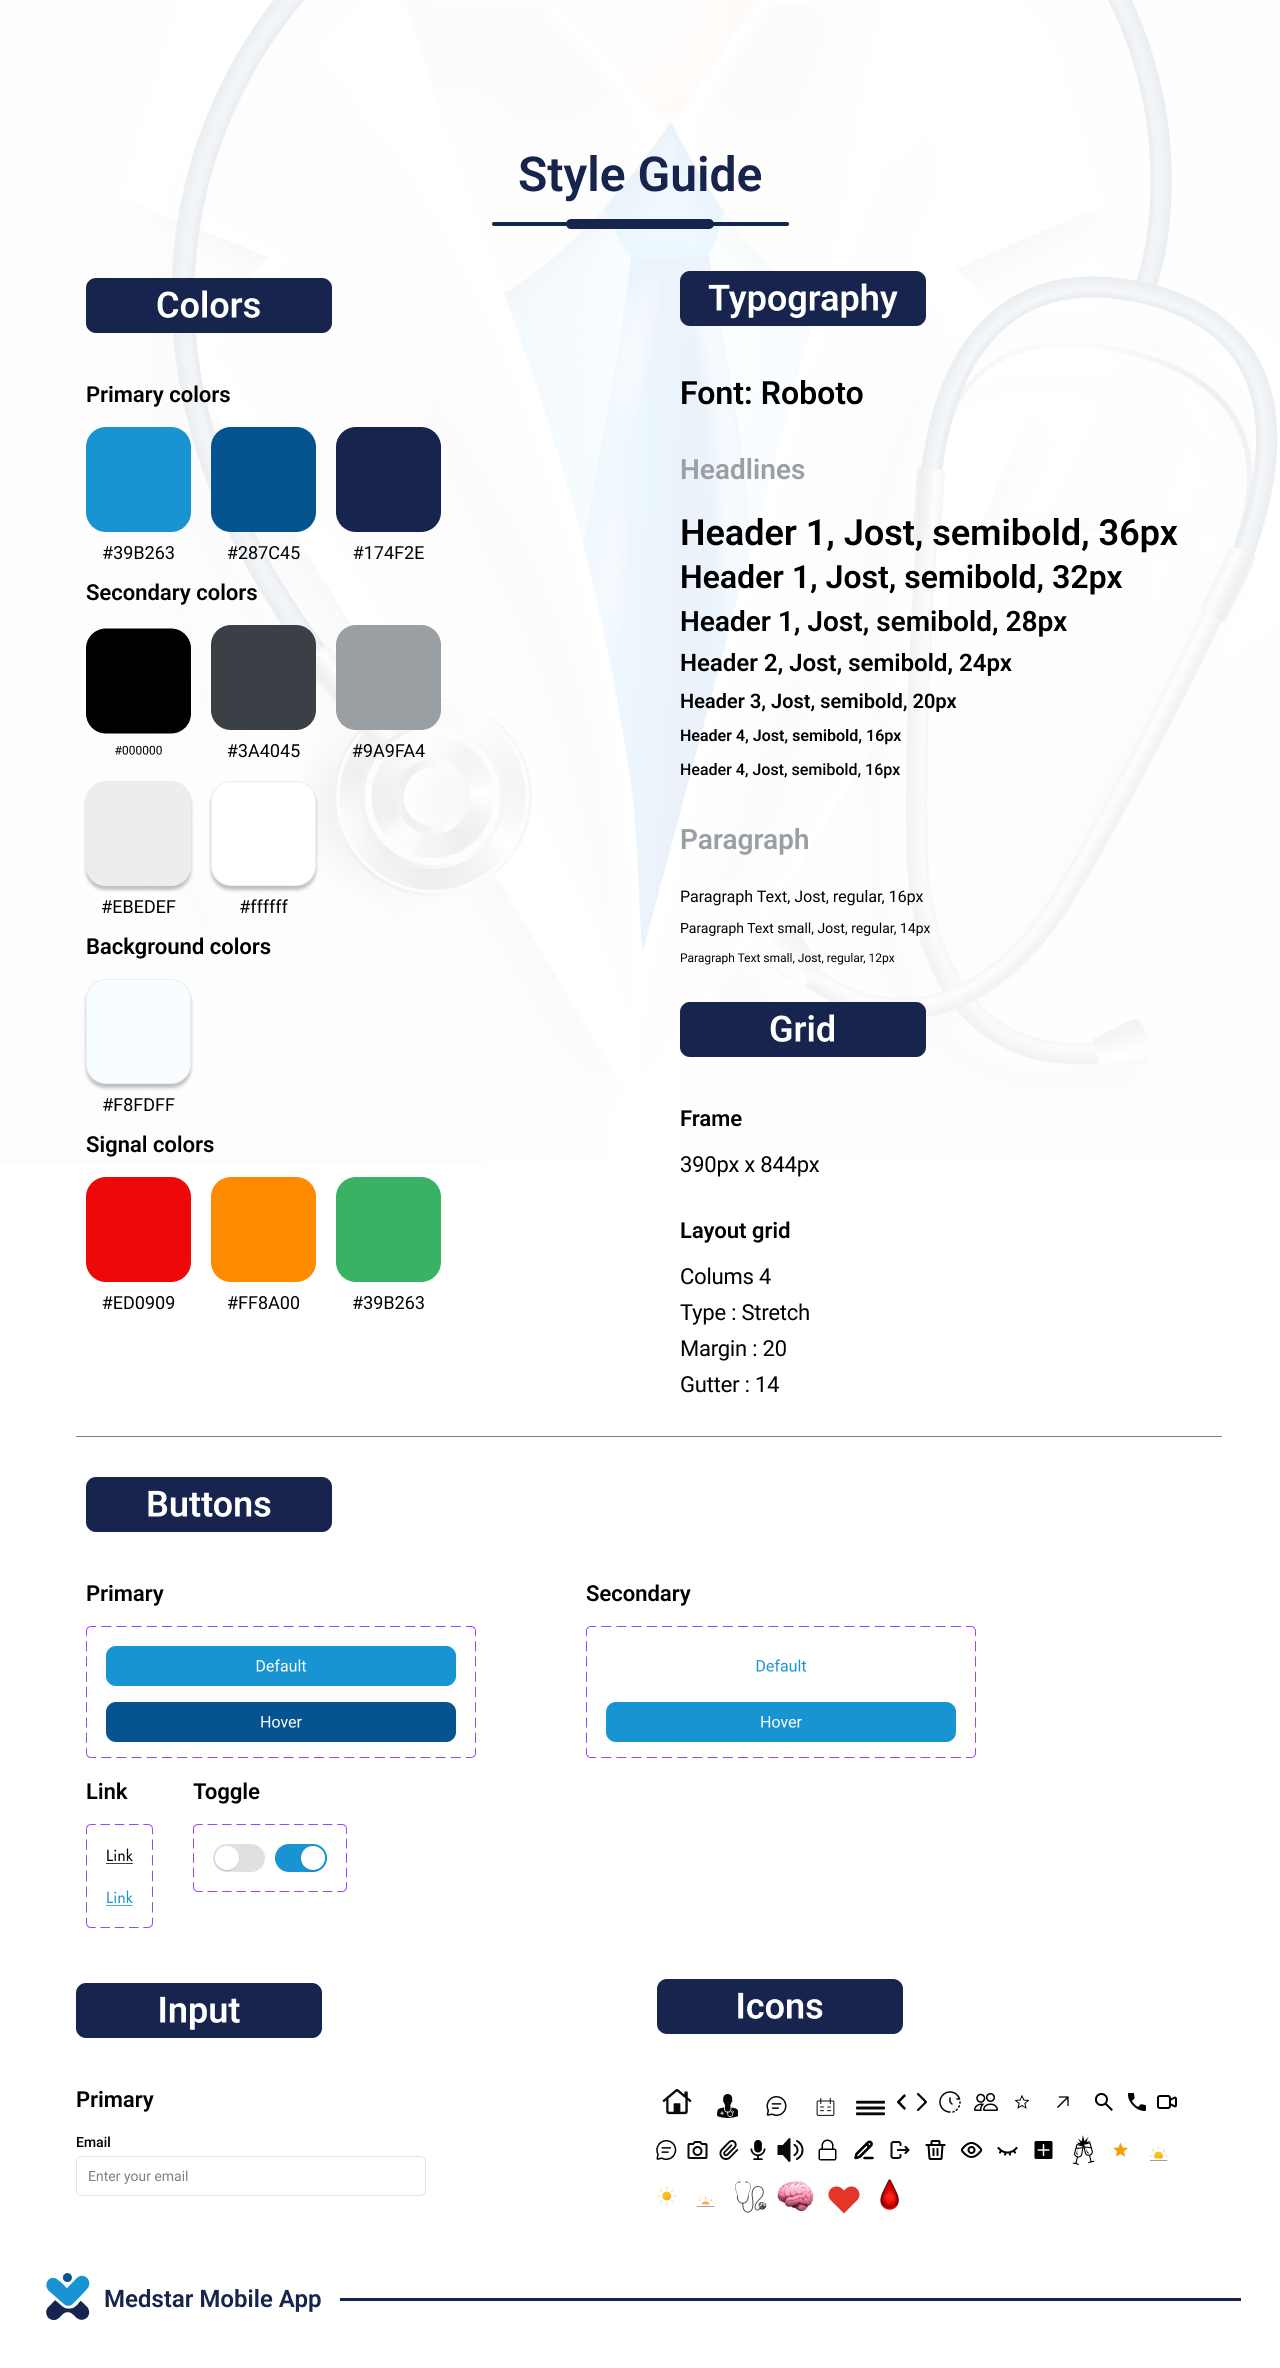 Style Guide
Colors
Primary colors
#39B263 #287C45 #174F2E
Secondary colors
#000000 #3A4045 #9A9FA4
#EBEDEF #ffffff
Background colors
#F8FDFF
Signal colors
#ED0909 #FF8A00 #39B263
Typography
Font: Roboto
Headlines
Header 1, Jost, semibold, 36px
Header 1, Jost, semibold, 32px
Header 1, Jost, semibold, 28px
Header 2, Jost, semibold, 24px
Header 3, Jost, semibold, 20px
Header 4, Jost, semibold, 16px
Header 4, Jost, semibold, 16px
Paragraph
Paragraph Text, Jost, regular, 16px
Paragraph Text small, Jost, regular, 14px
Paragraph Text small, Jost, regular, 12px
Grid
Frame
390px x 844px
Layout grid
Colums 4
Type : Stretch
Margin : 20
Gutter : 14
Buttons
Primary
Default
Hover
Secondary
Default
Hover
Link
Link
Link
Toggle
Input
Primary
Email
Enter your email
Icons
Medstar Mobile App